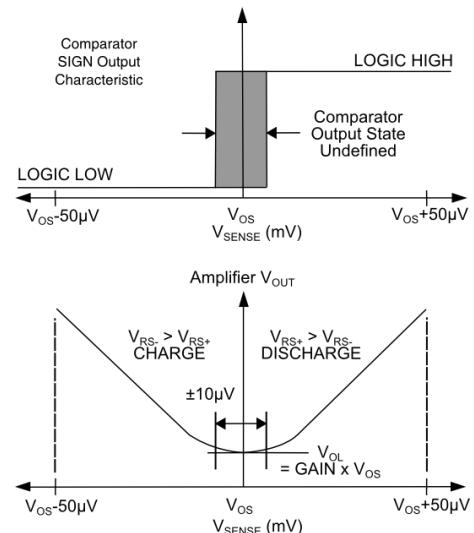 Comparator
SIGN Output
Characteristic
LOGIC HIGH
Comparator
Output State
Undefined
LOGIC LOW
VOS-50µV
VOS
VOS+50µV
VSENSE (mV)
Amplifier VOUT
VRS- > VRS+
CHARGE
VRS+ > VRS-
DISCHARGE
±10µV
VOL
= GAIN x VOS
VOS-50µV
VOS
VOS+50µV
VSENSE (mV)